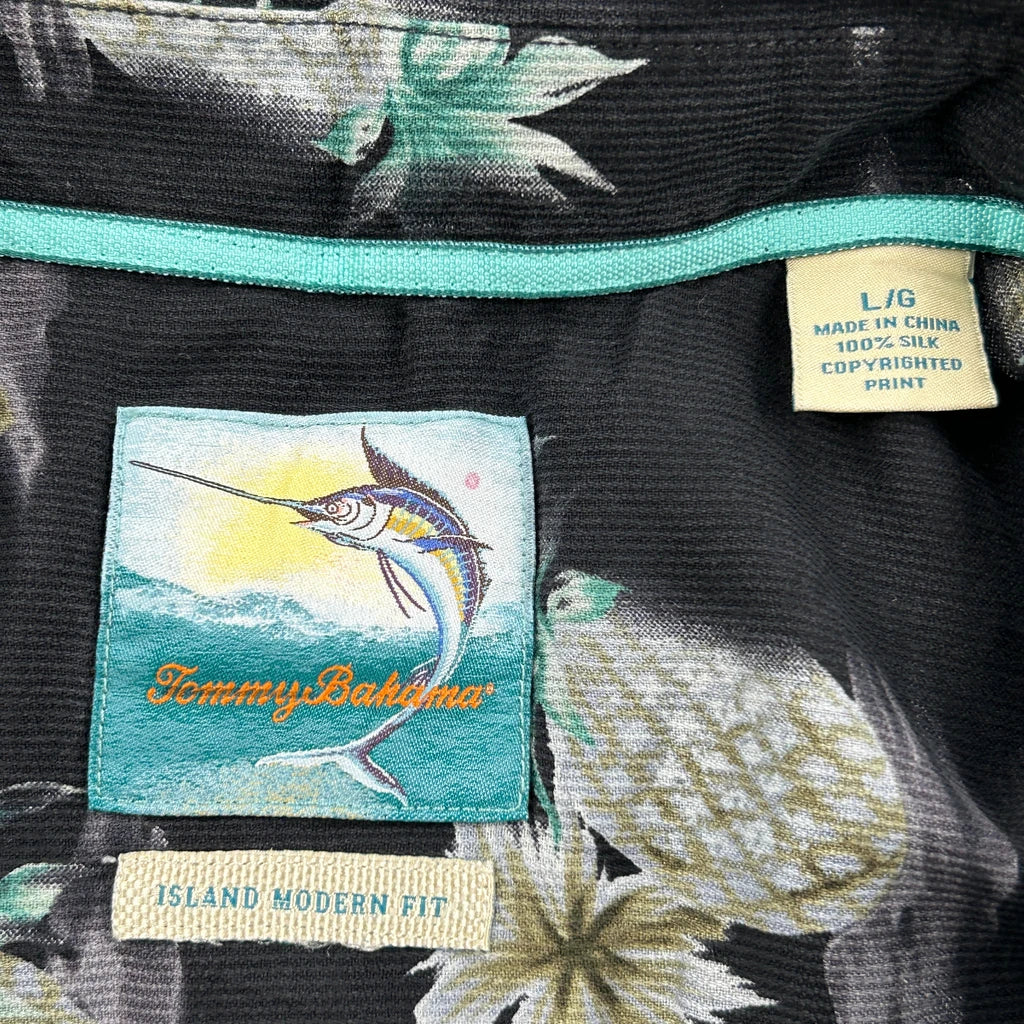 L/G
MADE IN CHINA
100% SILK
COPYRIGHTED
PRINT
Tommy Bahama®
ISLAND MODERN FIT